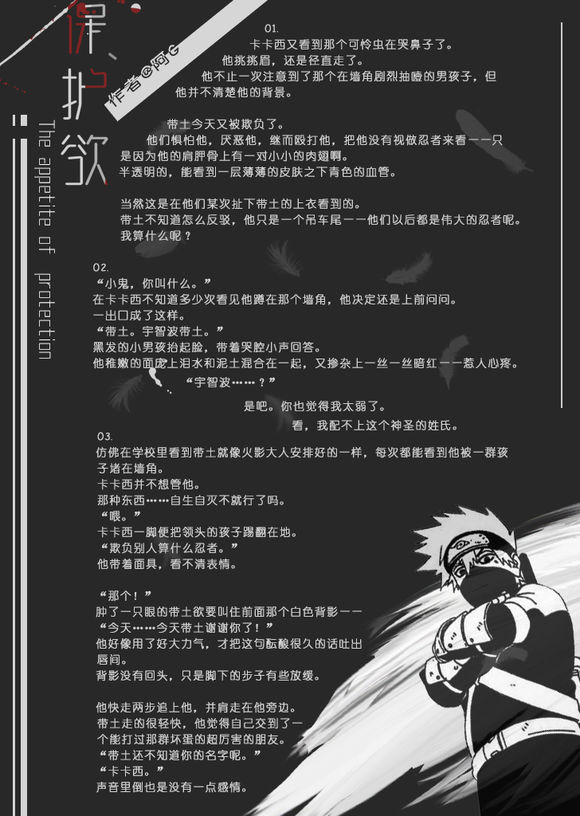 保、护欲
作者@阿G
The appetite of protection
01.
卡卡西又看到那个可怜虫在哭鼻子了。
他挑挑眉，还是径直走了。
他不止一次注意到了那个在墙角剧烈抽噎的男孩子，但
他并不清楚他的背景。
带土今天又被欺负了。
他们惧怕他，厌恶他，继而殴打他，把他没有视做忍者来看——只
是因为他的肩胛骨上有一对小小的肉翅啊。
半透明的，能看到一层薄薄的皮肤之下青色的血管。
当然这是在他们某次扯下带土的上衣看到的。
带土不知道怎么反驳，他只是一个吊车尾——他们以后都是伟大的忍者呢。
我算什么呢？
02.
“小鬼，你叫什么。”
在卡卡西不知道多少次看见他蹲在那个墙角，他决定还是上前问问。
一出口成了这样。
“带土。宇智波带土。”
黑发的小男孩抬起脸，带着哭腔小声回答。
他稚嫩的面庞上泪水和泥土混合在一起，又掺杂上一丝一丝暗红——惹人心疼。
“宇智波……？”
是吧。你也觉得我太弱了。
看，我配不上这个神圣的姓氏。
03.
仿佛在学校里看到带土就像火影大人安排好的一样，每次都能看到他被一群孩
子堵在墙角。
卡卡西并不想管他。
那种东西……自生自灭不就行了吗。
“喂。”
卡卡西一脚便把领头的孩子踢翻在地。
“欺负别人算什么忍者。”
他带着面具，看不清表情。
“那个！”
肿了一只眼的带土欲要叫住前面那个白色背影——
“今天……今天带土谢谢你了！”
他好像用了好大力气，才把这句酝酿很久的话吐出
唇间。
背影没有回头，只是脚下的步子有些放缓。
他快走两步追上他，并肩走在他旁边。
带土走的很轻快，他觉得自己交到了一
个能打过那群坏蛋的超厉害的朋友。
“带土还不知道你的名字呢。”
“卡卡西。”
声音里倒也是没有一点感情。